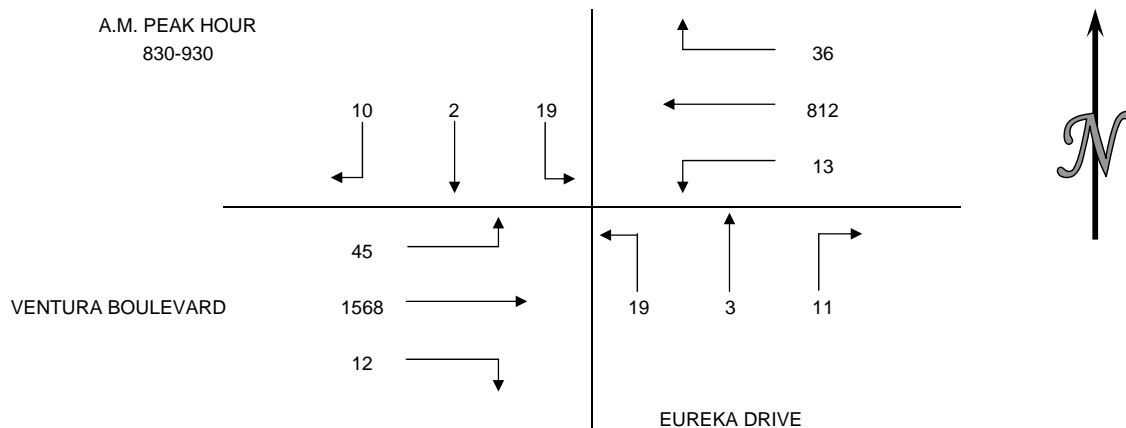 A.M. PEAK HOUR
830-930
36
10 2 19 812
13
45
VENTURA BOULEVARD 1568 19 3 11
12
EUREKA DRIVE
N